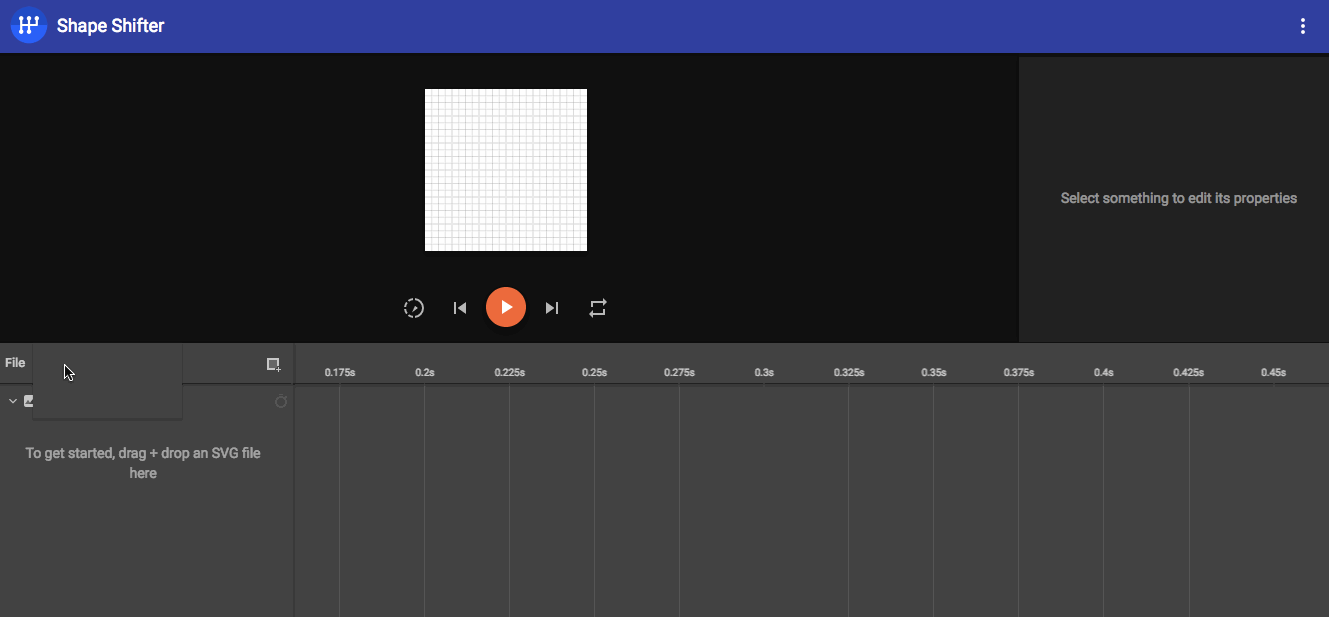 Shape Shifter
Select something to edit its properties
File
0.175s 0.2s 0.225s 0.25s 0.275s 0.3s 0.325s 0.35s 0.375s 0.4s 0.425s 0.45s
To get started, drag + drop an SVG file
here